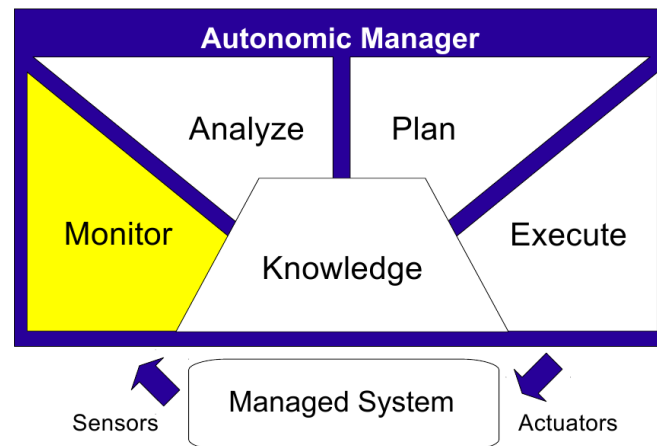 Autonomic Manager
Analyze
Plan
Monitor
Execute
Knowledge
Managed System
Sensors
Actuators